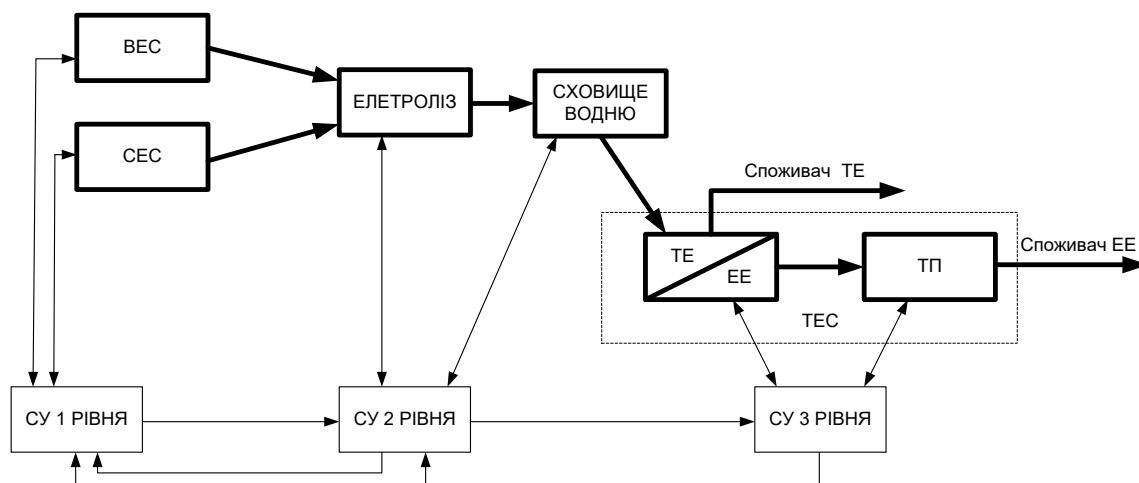 ВЕС
ЕЛЕТРОЛІЗ
СХОВИЩЕ
ВОДНЮ
СЕС
Споживач ТЕ
ТЕ
ЕЕ
ТП
Споживач ЕЕ
ТЕС
СУ 1 РІВНЯ
СУ 2 РІВНЯ
СУ 3 РІВНЯ